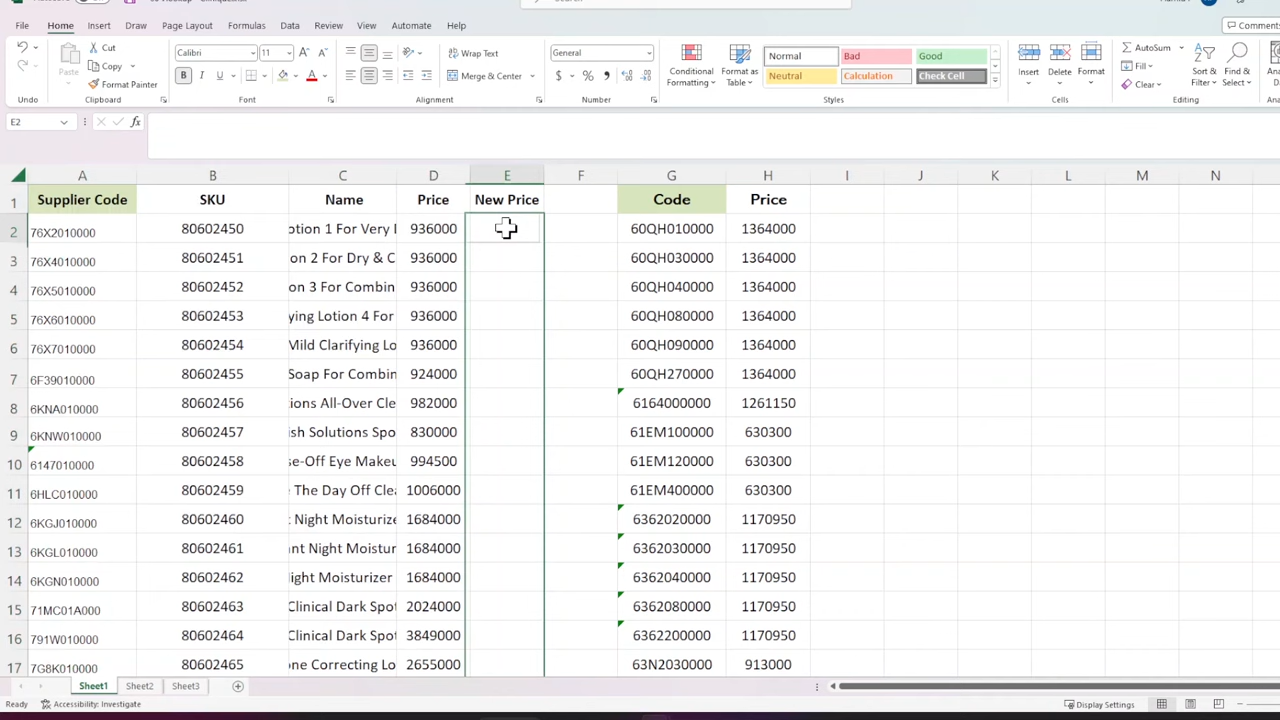 File
Home Insert Draw Page Layout Formulas Data Review View Automate Help Comments
Cut
Copy
Format Painter
Paste
Calibri 11
B I U A
Wrap Text
Merge & Center
General
$ % ,
Conditional Formatting
Format as Table
Normal Bad Good
Neutral Calculation Check Cell
Insert Delete Format
AutoSum
Fill
Clear
Sort & Filter
Find & Select
Undo Clipboard Font Alignment Number Styles Cells Editing
E2 fx
A B C D E F G H I J K L M N
1 Supplier Code SKU Name Price New Price Code Price
2 76X2010000 80602450 otion 1 For Very 936000 60QH010000 1364000
3 76X4010000 80602451 on 2 For Dry & C 936000 60QH030000 1364000
4 76X5010000 80602452 on 3 For Combin 936000 60QH040000 1364000
5 76X6010000 80602453 ying Lotion 4 For 936000 60QH080000 1364000
6 76X7010000 80602454 Mild Clarifying Lo 936000 60QH090000 1364000
7 6F39010000 80602455 Soap For Combin 924000 60QH270000 1364000
8 6KNA010000 80602456 ions All-Over Cle 982000 6164000000 1261150
9 6KNW010000 80602457 ish Solutions Spo 830000 61EM100000 630300
10 6147010000 80602458 se-Off Eye Makeu 994500 61EM120000 630300
11 6HLC010000 80602459 e The Day Off Clea 1006000 61EM400000 630300
12 6KGJ010000 80602460 t Night Moisturize 1684000 6362020000 1170950
13 6KGL010000 80602461 ant Night Moistur 1684000 6362030000 1170950
14 6KGN010000 80602462 light Moisturizer 1684000 6362040000 1170950
15 71MC01A000 80602463 Clinical Dark Spot 2024000 6362080000 1170950
16 791W010000 80602464 Clinical Dark Spot 3849000 6362200000 1170950
17 7G8K010000 80602465 one Correcting Lo 2655000 63N2030000 913000
Sheet1 Sheet2 Sheet3
Ready Accessibility: Investigate Display Settings